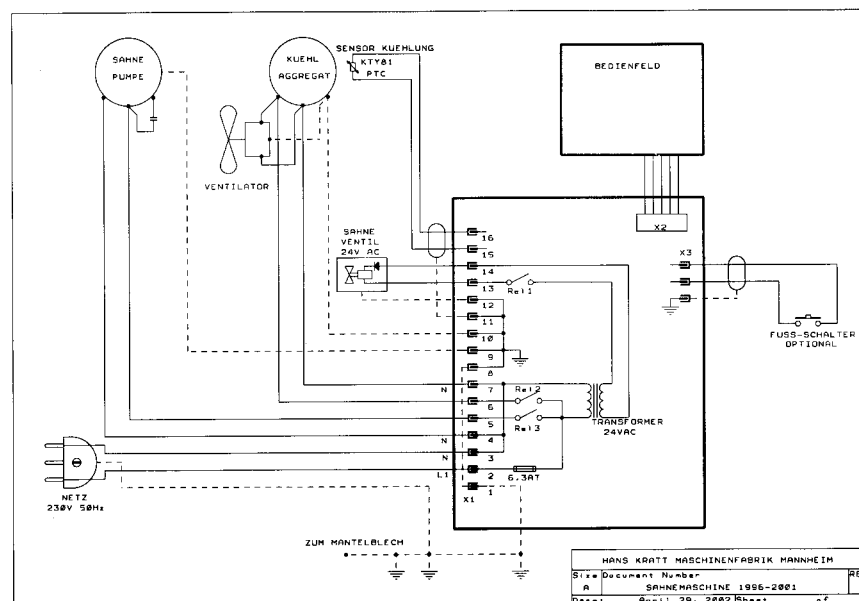 SAHNE
PUMPE
KUEHL
AGGREGAT
SENSOR KUEHLUNG
KTY81
PTC
BEDIENFELD
VENTILATOR
SAHNE
VENTIL
24V AC
X2
X3
16
15
14
13
Rel1
12
11
10
9
8
N
7
Rel2
6
Rel3
5
N
4
N
3
L1
2
6.3AT
X1
1
TRANSFORMER
24VAC
FUSS-SCHALTER
OPTIONAL
NETZ
230V 50Hz
ZUM MANTELBLECH
HANS KRATT MASCHINENFABRIK MANNHEIM
Size Document Number
A
SAHNEMASCHINE 1996-2001
April 29, 2002 Sheet of